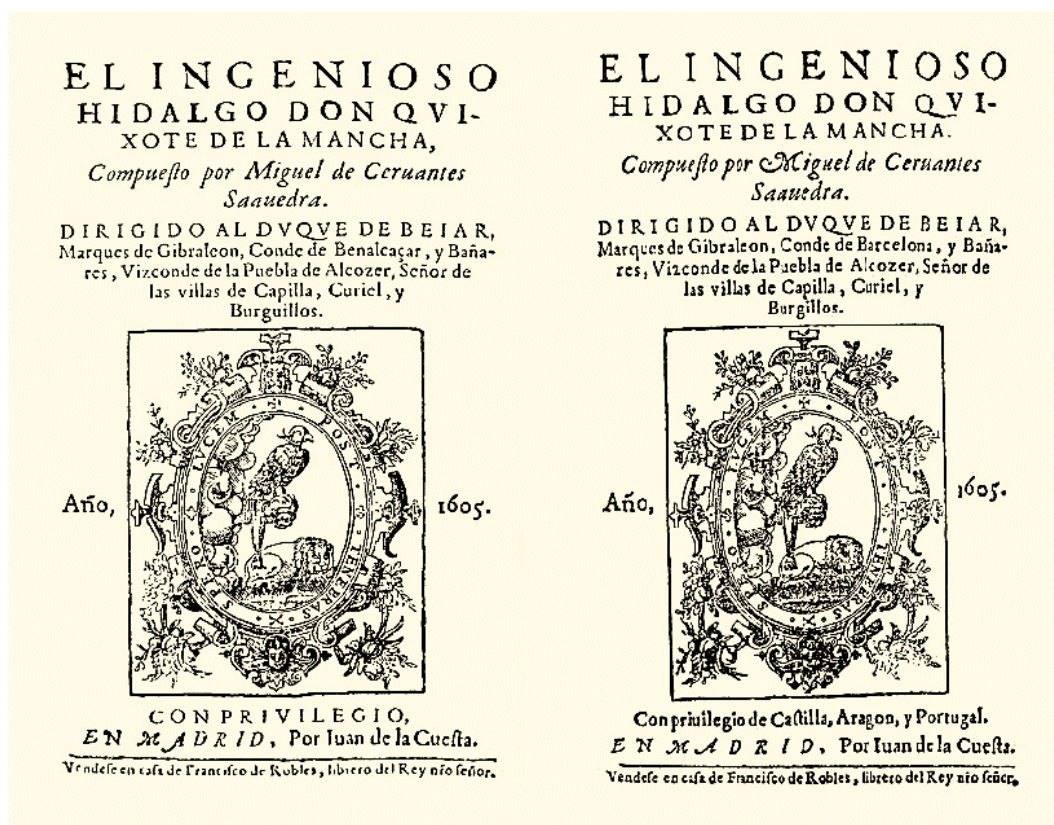 EL INGENIOSO
HIDALGO DON QVI-
XOTE DE LA MANCHA,
Compuesto por Miguel de Ceruantes
Saauedra.
DIRIGIDO AL DVQVE DE BEIAR,
Marques de Gibraleon, Conde de Benalcaçar, y Baña-
res, Vizconde de la Puebla de Alcozer, Señor de
las villas de Capilla, Curiel, y
Burguillos.
SPERO LVCEM POST TENEBRAS
Año, 1605.
CON PRIVILEGIO,
EN MADRID, Por Iuan de la Cuesta.
Vendese en casa de Francisco de Robles, librero del Rey nro señor.
EL INGENIOSO
HIDALGO DON QVI-
XOTE DE LA MANCHA.
Compuesto por Miguel de Ceruantes
Saauedra.
DIRIGIDO AL DVQVE DE BEIAR,
Marques de Gibraleon, Conde de Barcelona, y Baña-
res, Vizconde de la Puebla de Alcozer, Señor de
las villas de Capilla, Curiel, y
Burgillos.
Año, 1605.
Con priuilegio de Castilla, Aragon, y Portugal.
EN MADRID, Por Iuan de la Cuesta.
Vendese en casa de Francisco de Robles, librero del Rey nro señor.